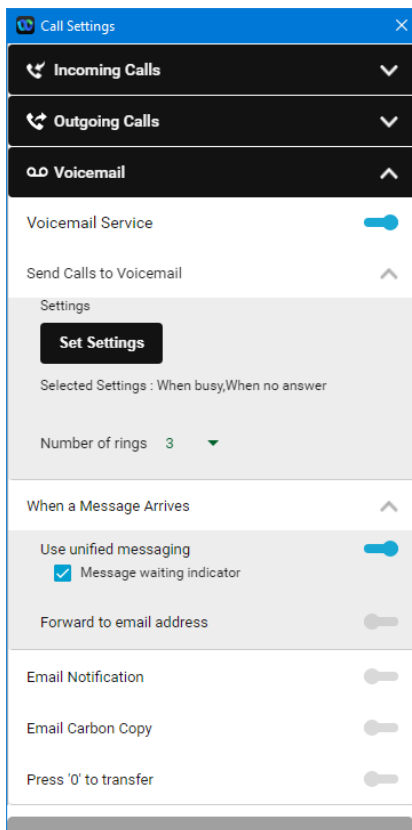 Call Settings
Incoming Calls
Outgoing Calls
Voicemail
Voicemail Service
Send Calls to Voicemail
Settings
Set Settings
Selected Settings : When busy,When no answer
Number of rings 3
When a Message Arrives
Use unified messaging
Message waiting indicator
Forward to email address
Email Notification
Email Carbon Copy
Press '0' to transfer